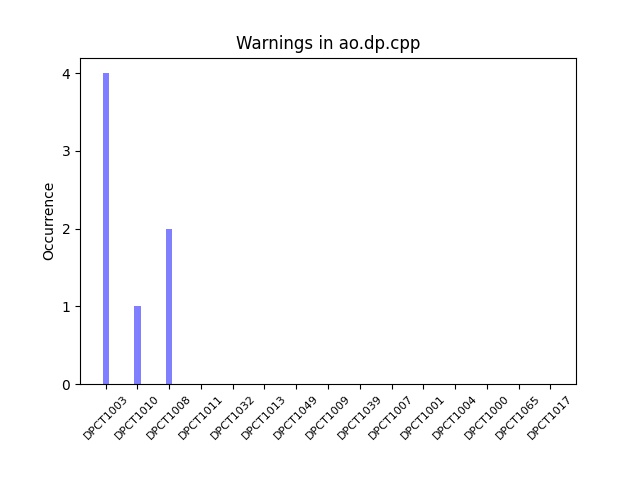 Warnings in ao.dp.cpp
Occurrence
4
3
2
1
0
DPCT1003
DPCT1010
DPCT1008
DPCT1011
DPCT1032
DPCT1013
DPCT1049
DPCT1009
DPCT1039
DPCT1007
DPCT1001
DPCT1004
DPCT1000
DPCT1065
DPCT1017